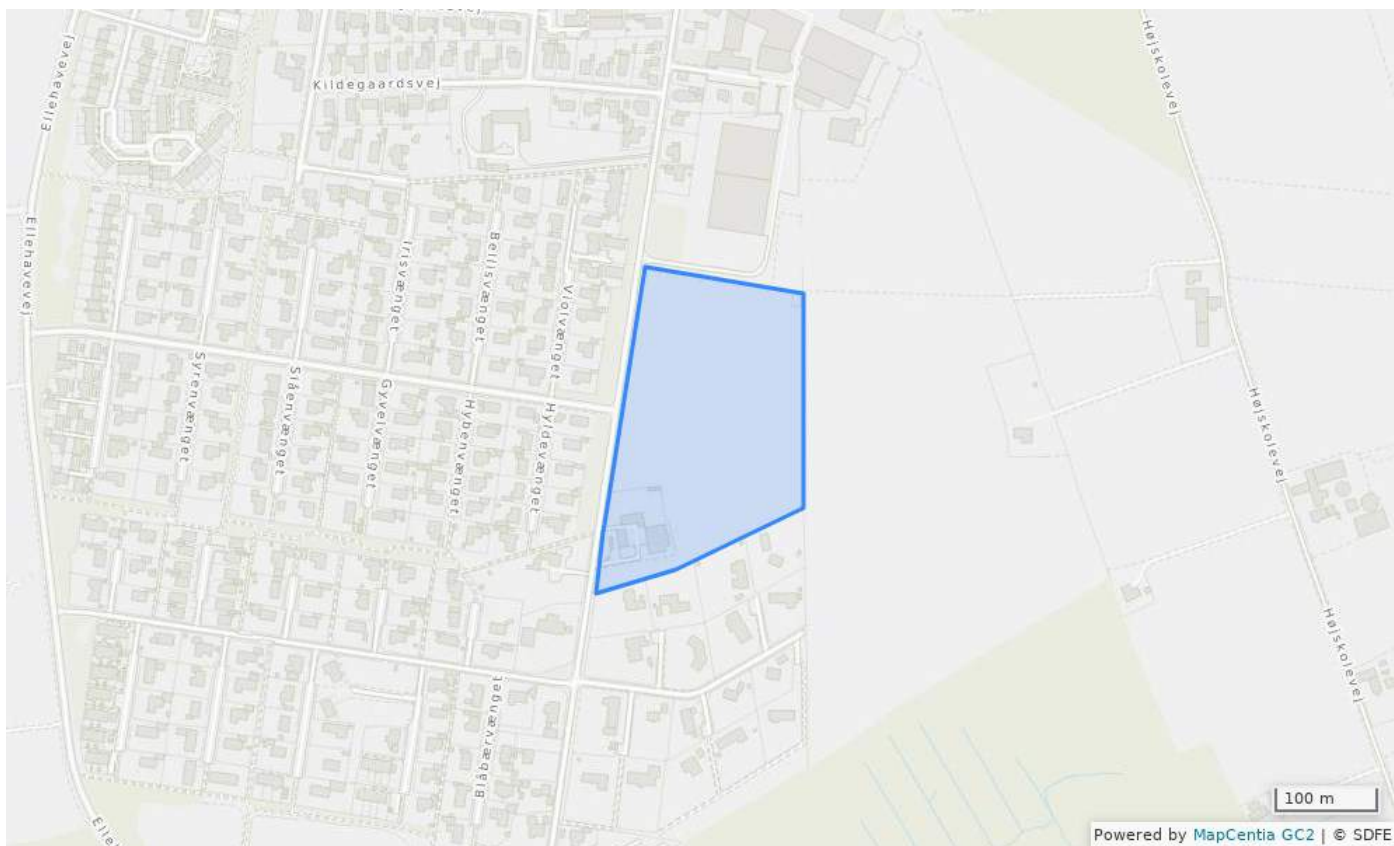 Ellehavevej
Højskolevej
Kildegaardsvej
Ellehavevej
Irisvænget
Bellisvænget
Violvænget
Syrenvænget
Slåenvænget
Gyvelvænget
Hybenvænget
Hyldevænget
Højskolevej
Højskolevej
Blåbærvænget
100 m
Powered by MapCentia GC2 | © SDFE